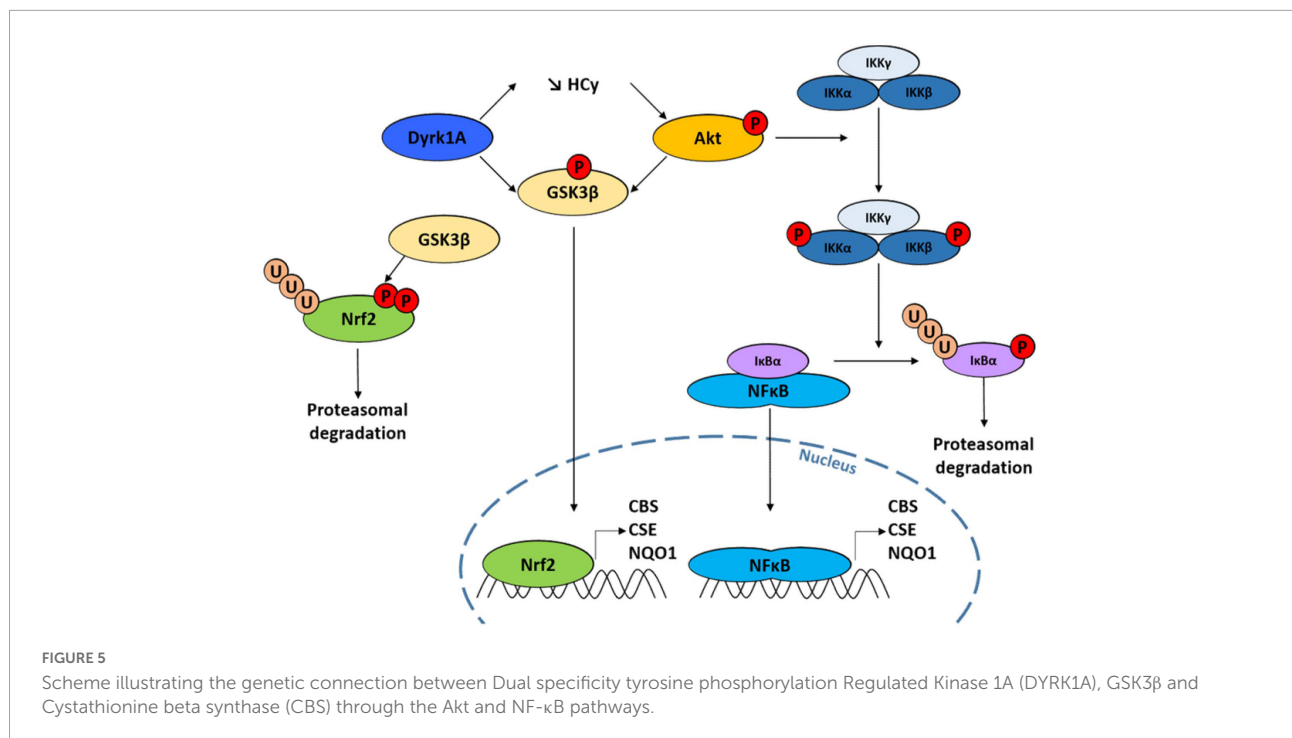 ↘ HCy
IKKγ
IKKα
IKKβ
Dyrk1A
Akt
P
P
GSK3β
IKKγ
P
IKKα
IKKβ
P
GSK3β
U
U
U
P
P
Nrf2
U
U
U
P
IκBα
IκBα
NFκB
Proteasomal
degradation
Proteasomal
degradation
Nucleus
CBS
CSE
NQO1
Nrf2
CBS
CSE
NQO1
NFκB
FIGURE 5
Scheme illustrating the genetic connection between Dual specificity tyrosine phosphorylation Regulated Kinase 1A (DYRK1A), GSK3β and
Cystathionine beta synthase (CBS) through the Akt and NF-κB pathways.